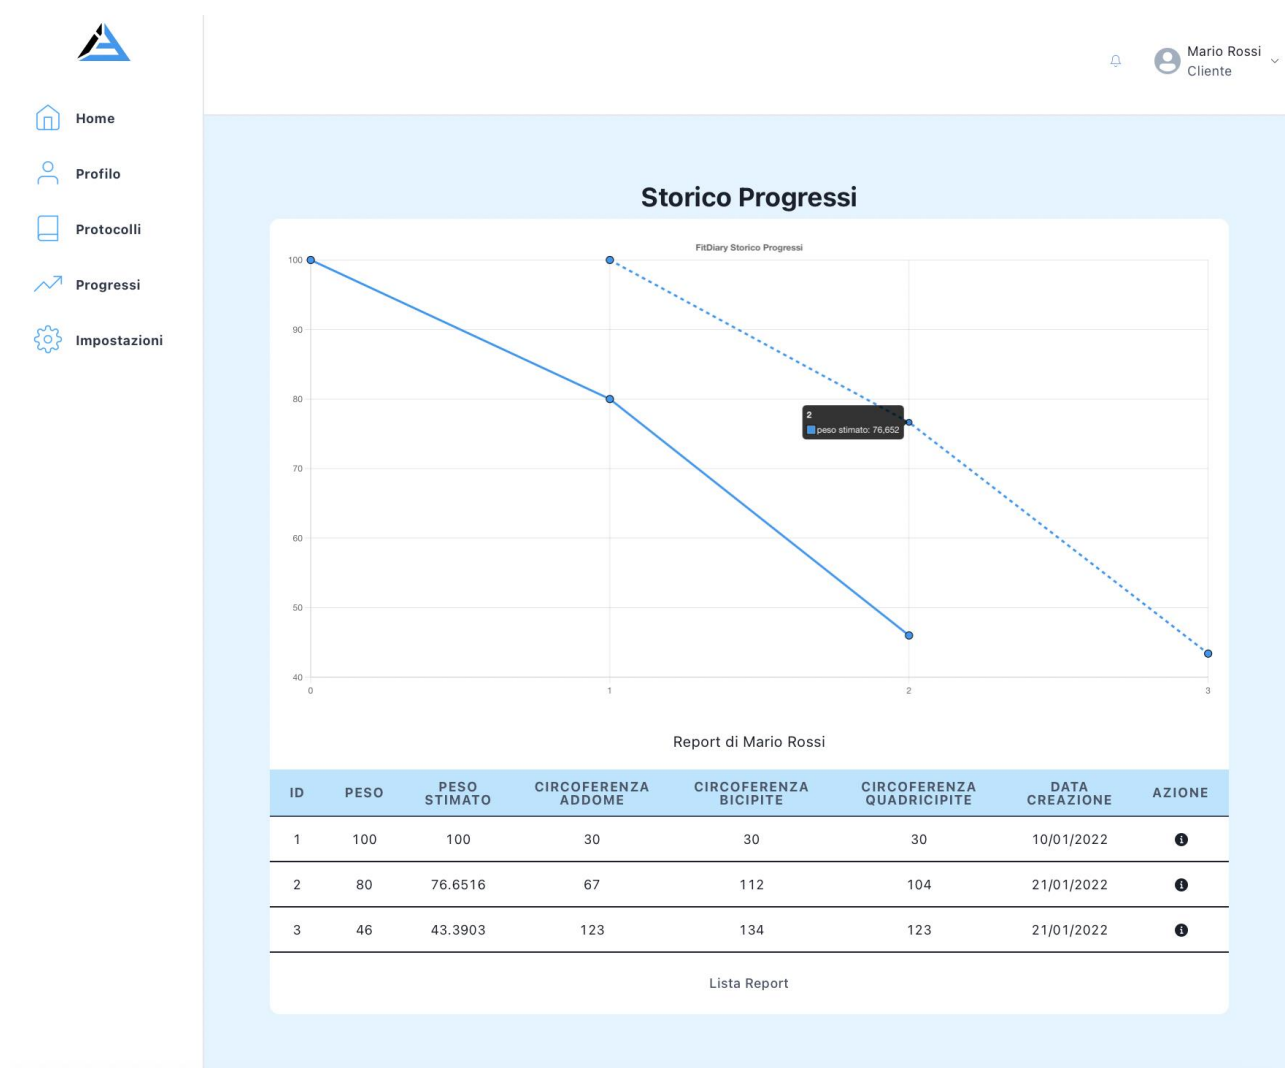 Mario Rossi
Cliente
Home
Profilo
Protocolli
Progressi
Impostazioni
Storico Progressi
FitDiary Storico Progressi
100
90
80
70
60
50
40
2
peso stimato: 76,652
0 1 2 3
Report di Mario Rossi
ID PESO PESO STIMATO CIRCOFERENZA ADDOME CIRCOFERENZA BICIPITE CIRCOFERENZA QUADRICIPITE DATA CREAZIONE AZIONE
1 100 100 30 30 30 10/01/2022
2 80 76.6516 67 112 104 21/01/2022
3 46 43.3903 123 134 123 21/01/2022
Lista Report